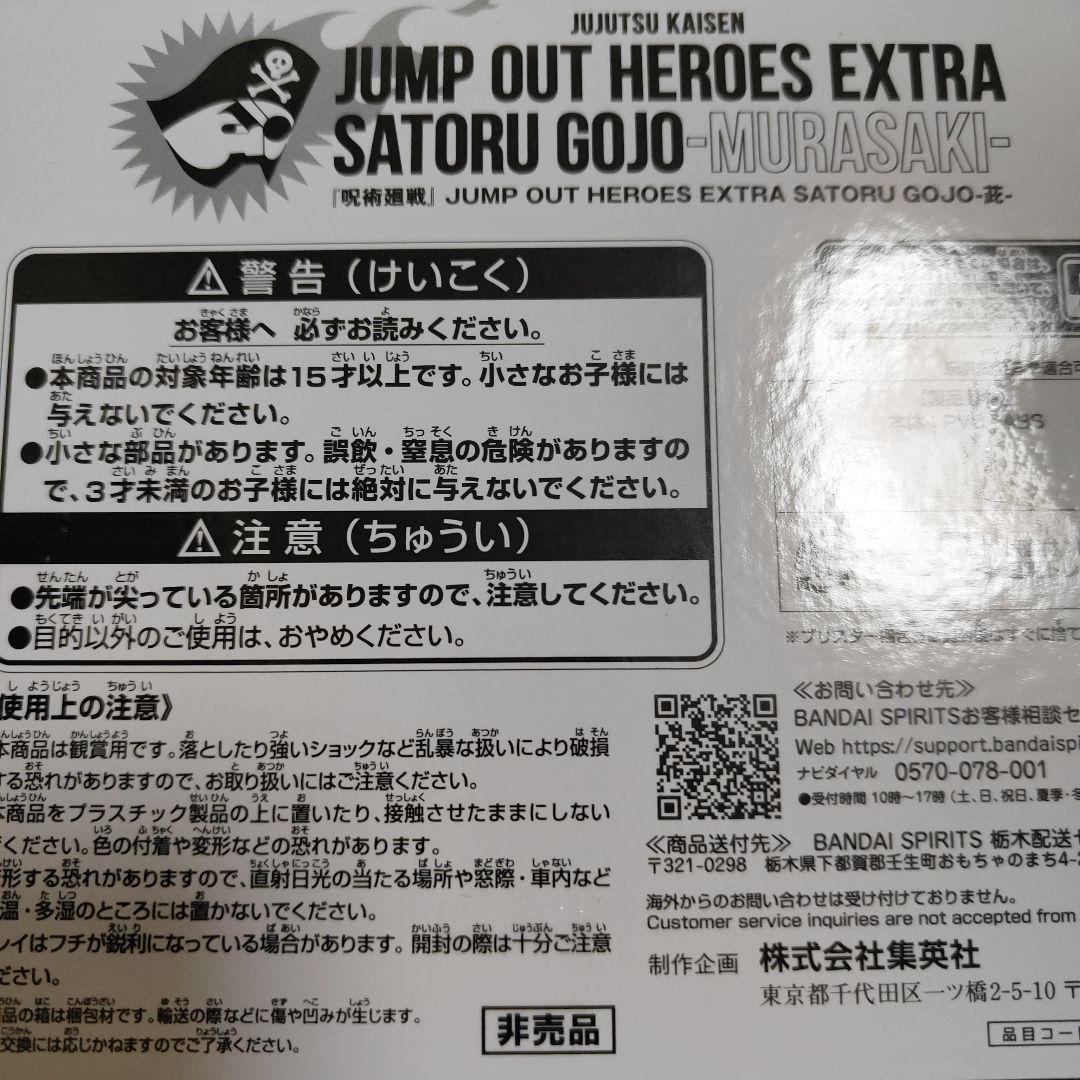 JUJUTSU KAISEN
JUMP OUT HEROES EXTRA
SATORU GOJO-MURASAKI-
『呪術廻戦』JUMP OUT HEROES EXTRA SATORU GOJO-茈-
警告（けいこく）
お客様へ 必ずお読みください。
●本商品の対象年齢は15才以上です。小さなお子様には
与えないでください。
●小さな部品があります。誤飲・窒息の危険がありますの
で、3才未満のお子様には絶対に与えないでください。
注意（ちゅうい）
●先端が尖っている箇所がありますので、注意してください。
●目的以外のご使用は、おやめください。
使用上の注意》
本商品は観賞用です。落としたり強いショックなど乱暴な扱いにより破損
する恐れがありますので、お取り扱いにはご注意ください。
本商品をプラスチック製品の上に置いたり、接触させたままにしない
ください。色の付着や変形などの恐れがあります。
形する恐れがありますので、直射日光の当たる場所や窓際・車内など
温・多湿のところには置かないでください。
レイはフチが鋭利になっている場合があります。開封の際は十分ご注意
ださい。
品の箱は梱包材です。輸送の際などに傷や凹みが生じます。
交換には応じかねますのでご了承ください。
非売品
≪お問い合わせ先≫
BANDAI SPIRITSお客様相談セ
Web https://support.bandaispi
ナビダイヤル 0570-078-001
●受付時間 10時〜17時（土、日、祝日、夏季・冬
≪商品送付先≫ BANDAI SPIRITS 栃木配送セ
〒321-0298 栃木県下都賀郡壬生町おもちゃのまち4-2
海外からのお問い合わせは受け付けておりません。
Customer service inquiries are not accepted from
制作企画 株式会社集英社
東京都千代田区一ツ橋2-5-10 〒
品目コード